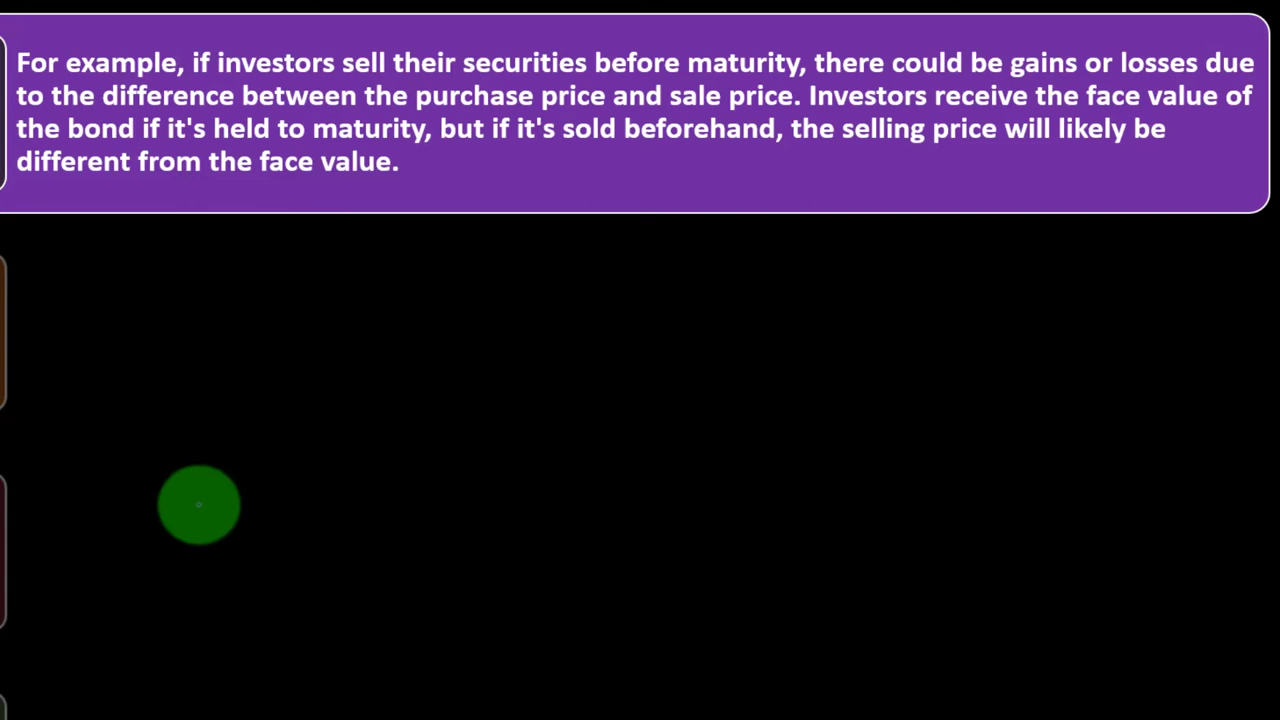 For example, if investors sell their securities before maturity, there could be gains or losses due
to the difference between the purchase price and sale price. Investors receive the face value of
the bond if it's held to maturity, but if it's sold beforehand, the selling price will likely be
different from the face value.